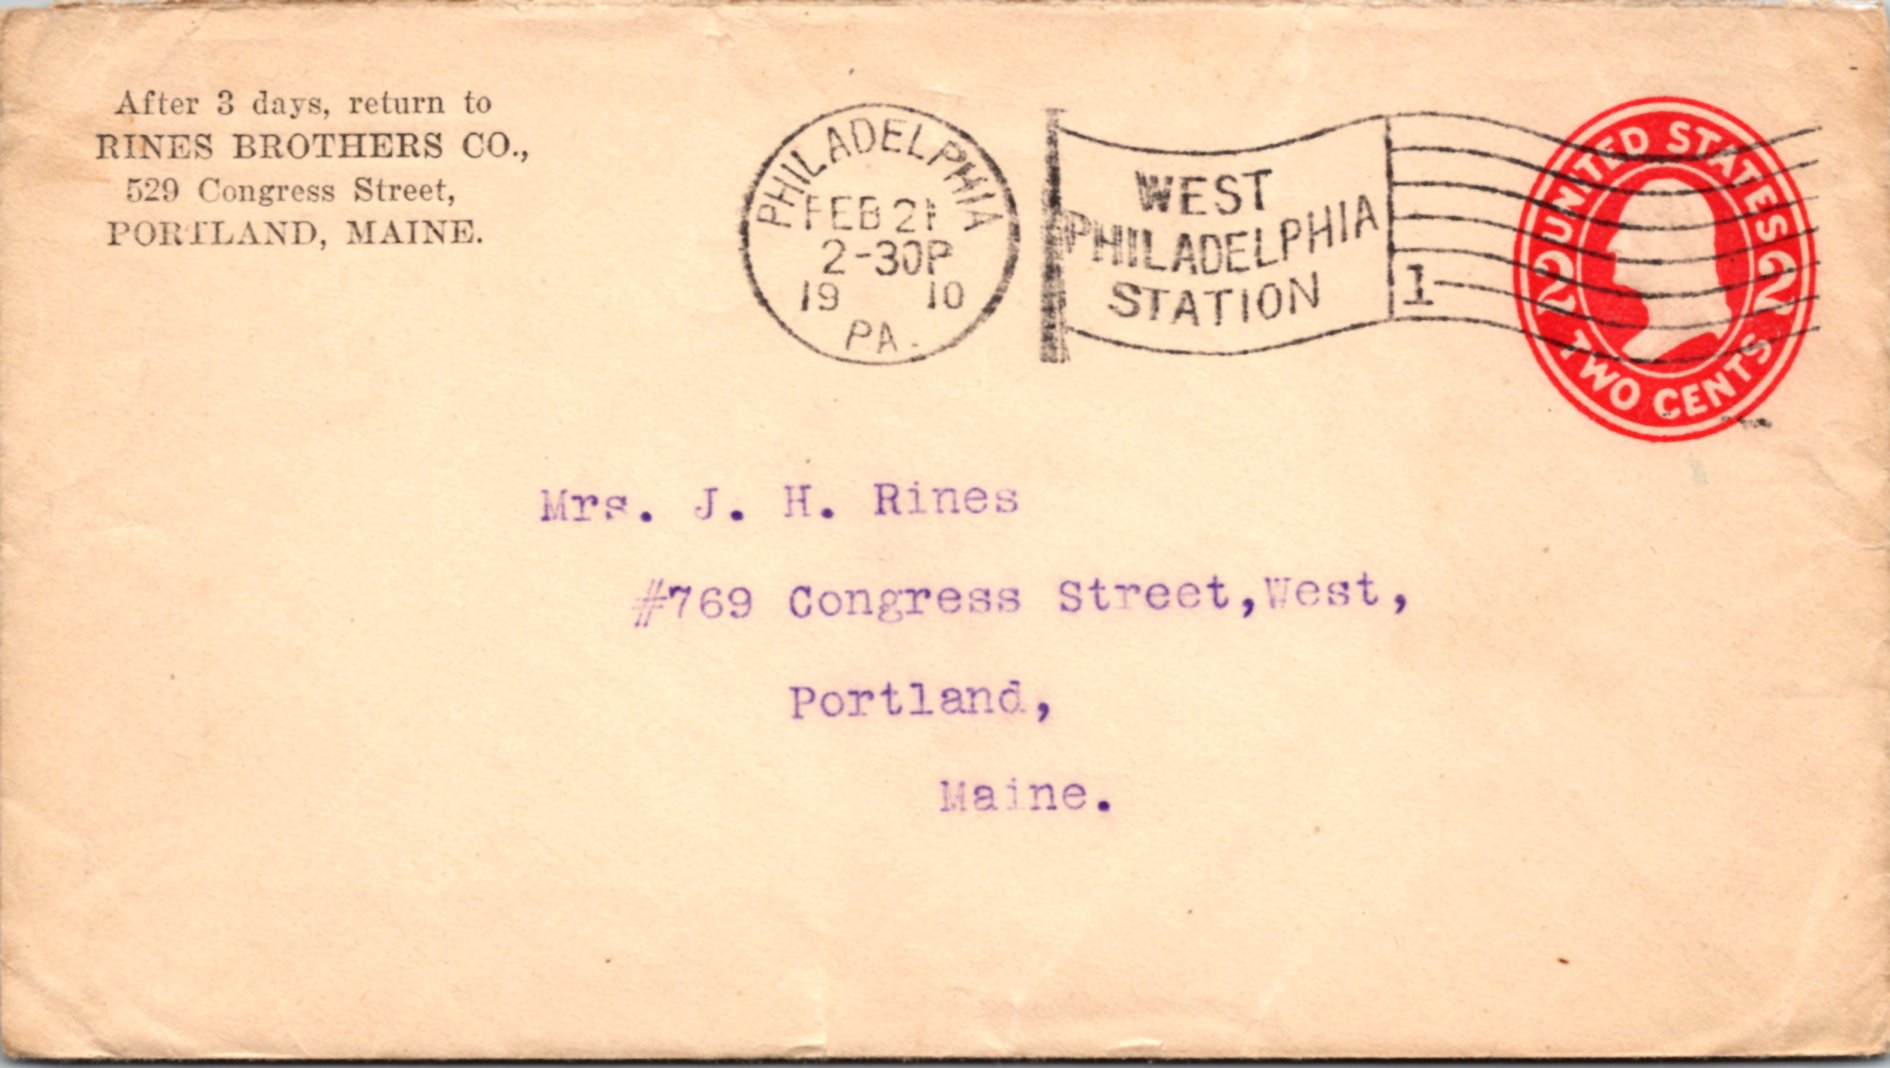 After 3 days, return to
RINES BROTHERS CO.,
529 Congress Street,
PORTLAND, MAINE.
PHILADELPHIA
FEB 21
2-30P
19 10
PA.
WEST
PHILADELPHIA
STATION
1
UNITED STATES
2 2
TWO CENTS
Mrs. J. H. Rines
#769 Congress Street,West,
Portland,
Maine.